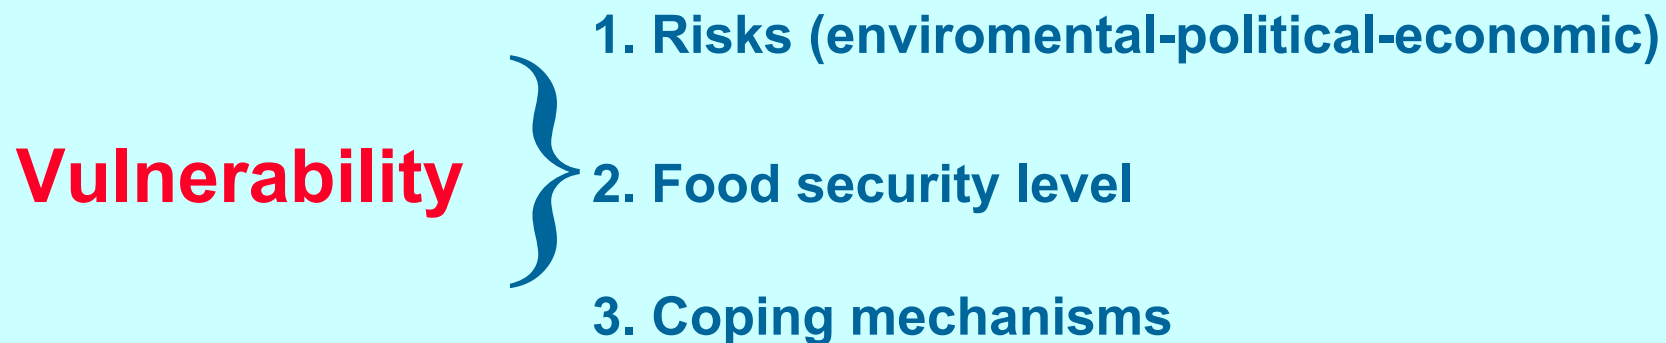 1. Risks (enviromental-political-economic)
Vulnerability
2. Food security level
3. Coping mechanisms